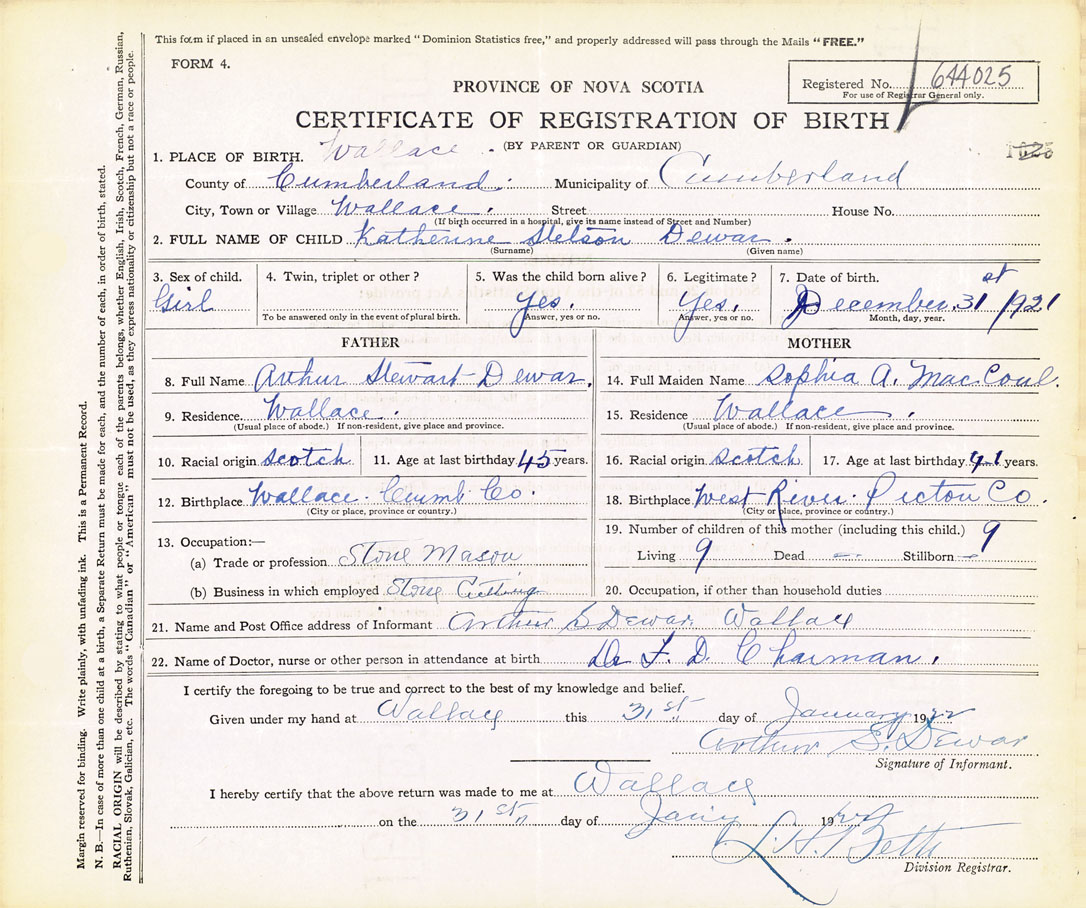 This form if placed in an unsealed envelope marked "Dominion Statistics free," and properly addressed will pass through the Mails "FREE."
FORM 4.
Registered No. 644025
For use of Registrar General only.
PROVINCE OF NOVA SCOTIA
CERTIFICATE OF REGISTRATION OF BIRTH
(BY PARENT OR GUARDIAN)
1. PLACE OF BIRTH. Wallace.
County of Cumberland. Municipality of Cumberland
City, Town or Village Wallace. Street House No.
(If birth occurred in a hospital, give its name instead of Street and Number)
2. FULL NAME OF CHILD Katherine Stetson Dewar.
(Surname) (Given name)
3. Sex of child. Girl
4. Twin, triplet or other?
To be answered only in the event of plural birth.
5. Was the child born alive? Yes.
Answer, yes or no.
6. Legitimate? Yes.
Answer, yes or no.
7. Date of birth. December 31st 1921
Month, day, year.
FATHER
8. Full Name Arthur Stewart Dewar.
9. Residence. Wallace.
(Usual place of abode.) If non-resident, give place and province.
10. Racial origin Scotch 11. Age at last birthday 45 years.
12. Birthplace Wallace. Cumb. Co.
(City or place, province or country.)
13. Occupation:—
(a) Trade or profession Stone Mason
(b) Business in which employed Stone Cutting
MOTHER
14. Full Maiden Name Sophia A. MacCoul.
15. Residence Wallace.
(Usual place of abode.) If non-resident, give place and province.
16. Racial origin Scotch 17. Age at last birthday 41 years.
18. Birthplace West River. Pictou Co.
(City or place, province or country.)
19. Number of children of this mother (including this child.) 9
Living 9 Dead — Stillborn —
20. Occupation, if other than household duties
21. Name and Post Office address of Informant Arthur S Dewar. Wallace
22. Name of Doctor, nurse or other person in attendance at birth Dr F. D. Charman.
I certify the foregoing to be true and correct to the best of my knowledge and belief.
Given under my hand at Wallace this 31st day of January 1922
Arthur S. Dewar
Signature of Informant.
I hereby certify that the above return was made to me at Wallace
on the 31st day of Jany 1922
Division Registrar.
Margin reserved for binding. Write plainly, with unfading ink. This is a Permanent Record.
N. B.—In case of more than one child at a birth, a Separate Return must be made for each, and the number of each, in order of birth, stated.
RACIAL ORIGIN will be described by stating to what people or tongue each of the parents belongs, whether English, Irish, Scotch, French, German, Russian,
Ruthenian, Slovak, Galician, etc. The words "Canadian" or "American" must not be used, as they express nationality or citizenship but not a race or people.